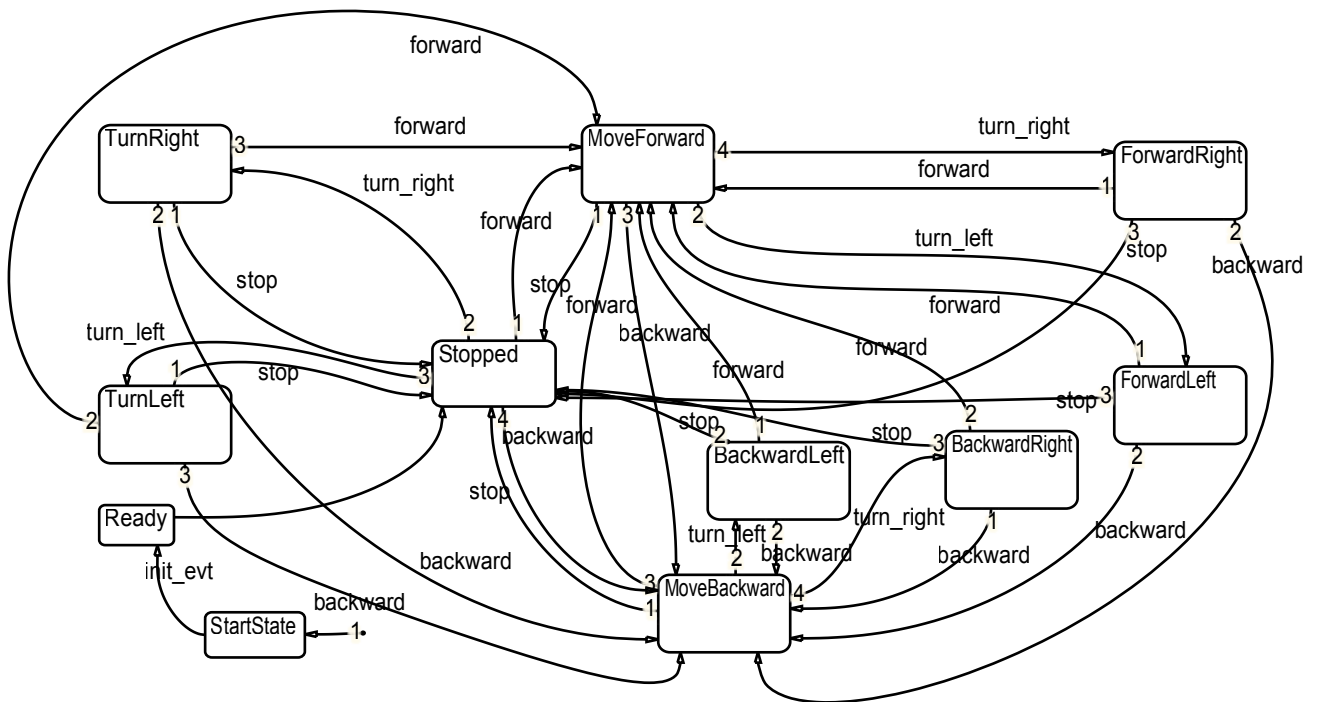 forward
TurnRight
3
forward
MoveForward
4
turn_right
ForwardRight
forward
1
turn_right
2
1
forward
1
3
2
3
2
stop
turn_left
backward
stop
stop
forward
backward
forward
turn_left
2
1
Stopped
3
1
stop
forward
forward
1
TurnLeft
2
ForwardLeft
3
stop
4
backward
stop
2
1
2
stop
3
BackwardLeft
BackwardRight
2
3
stop
Ready
turn_right
1
turn_left
2
backward
backward
backward
init_evt
backward
2
3
MoveBackward
4
1
backward
StartState
1